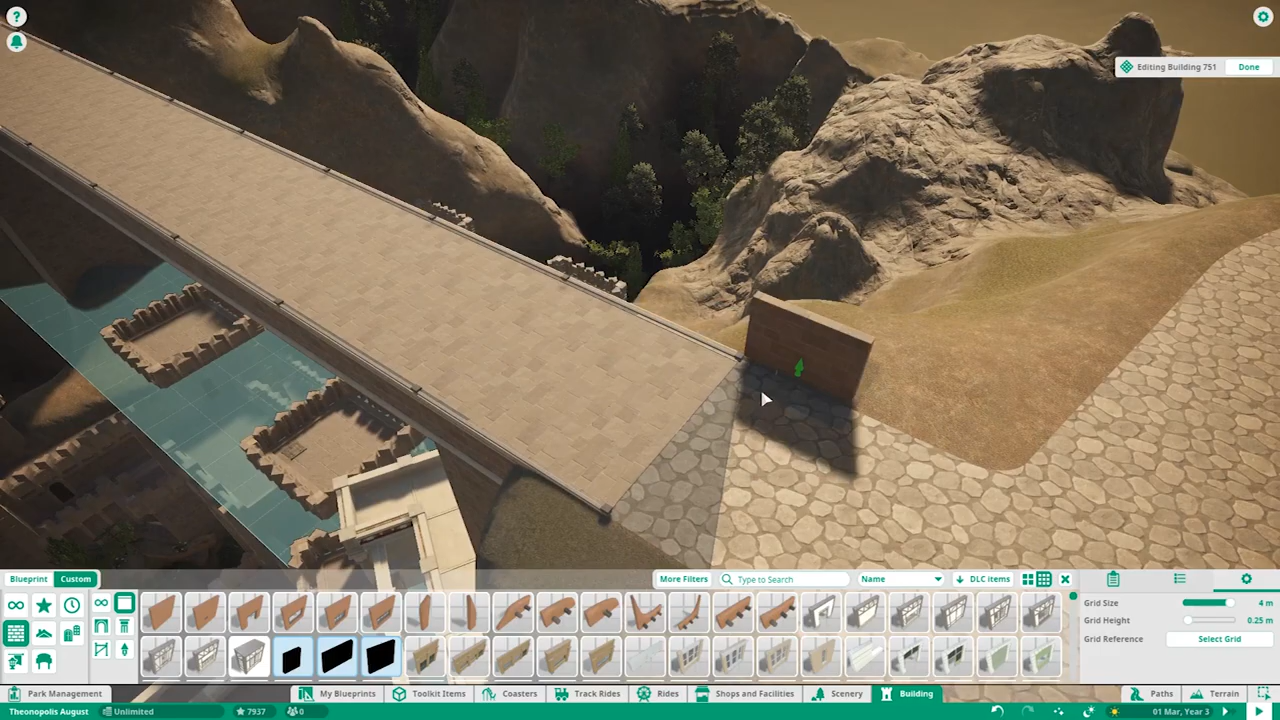 Editing Building 751 Done
Blueprint Custom
More Filters Type to Search Name DLC items
Grid Size 4 m
Grid Height 0.25 m
Grid Reference Select Grid
Park Management My Blueprints Toolkit Items Coasters Track Rides Rides Shops and Facilities Scenery Building Paths Terrain
Theonopolis August Unlimited 7937 0 01 Mar, Year 3